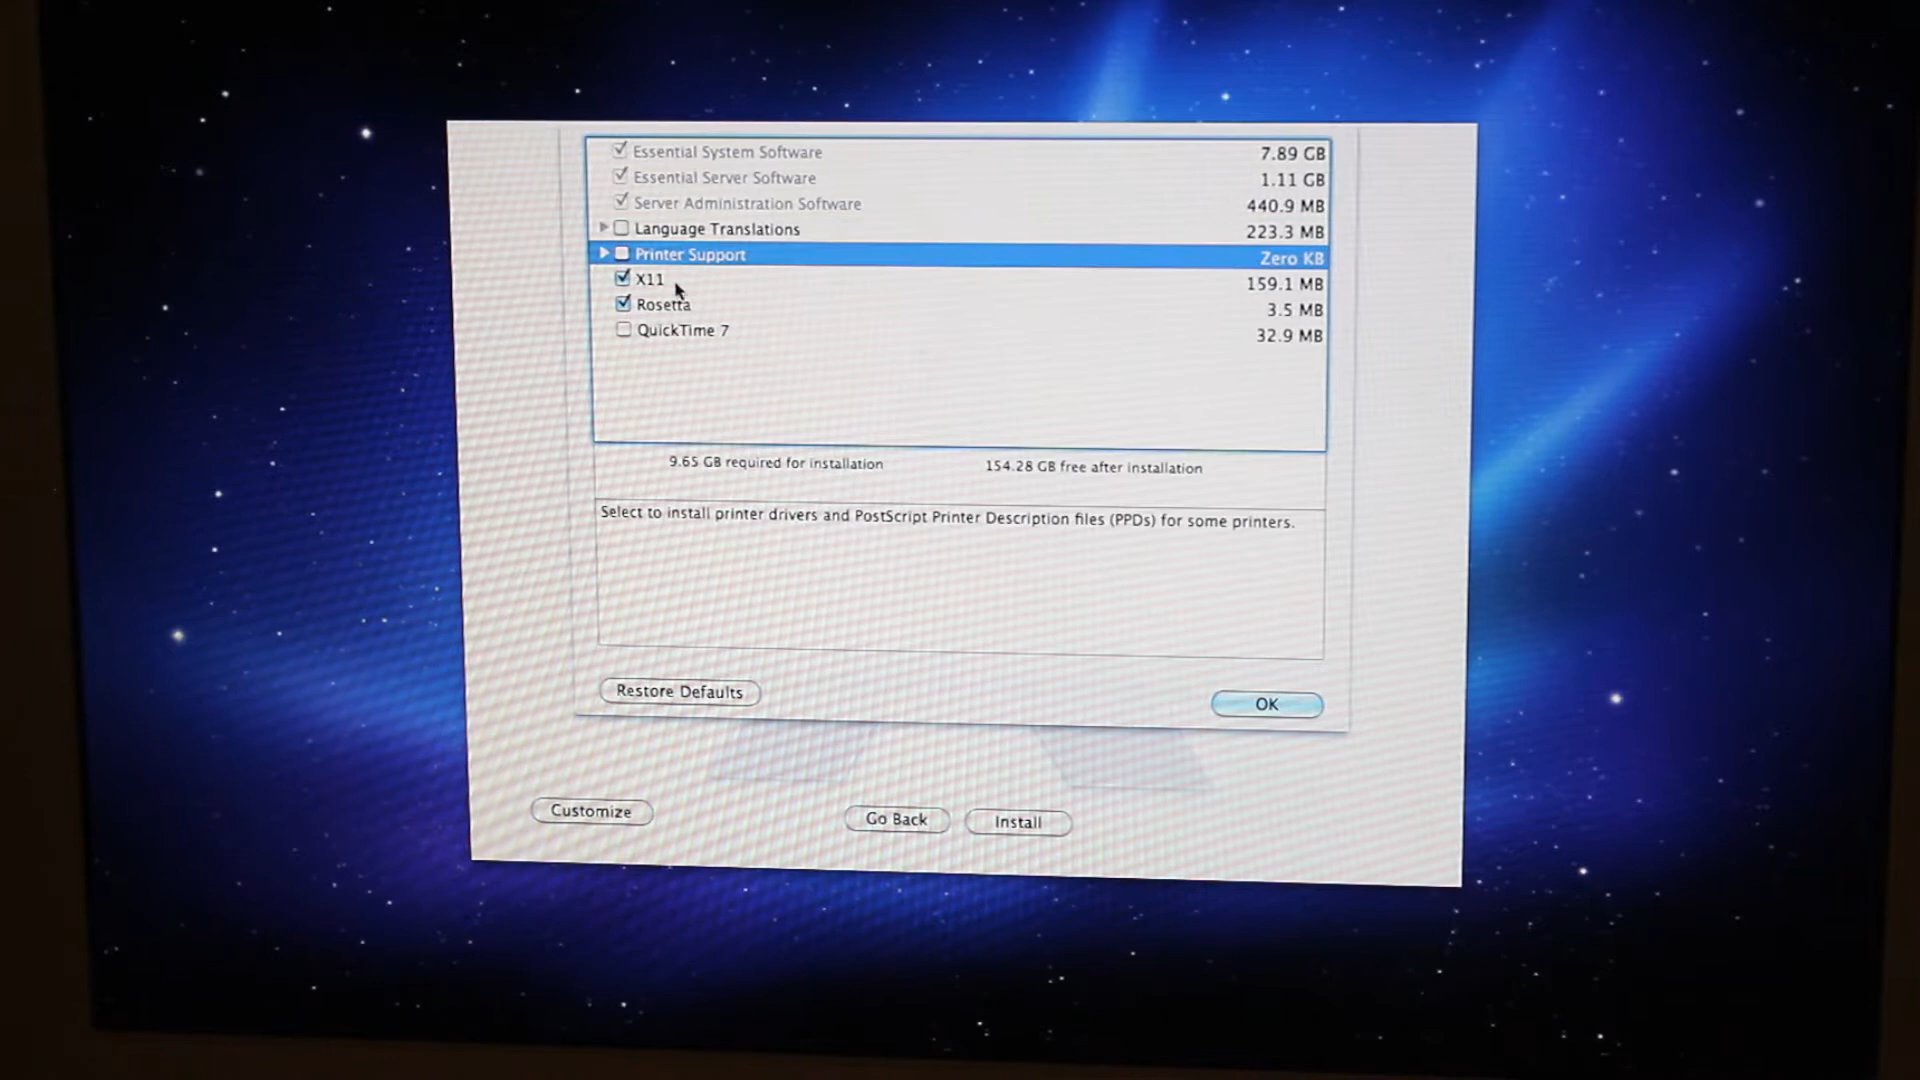 Essential System Software 7.89 GB
Essential Server Software 1.11 GB
Server Administration Software 440.9 MB
Language Translations 223.3 MB
Printer Support Zero KB
X11 159.1 MB
Rosetta 3.5 MB
QuickTime 7 32.9 MB
9.65 GB required for installation 154.28 GB free after installation
Select to install printer drivers and PostScript Printer Description files (PPDs) for some printers.
Restore Defaults OK
Customize Go Back Install